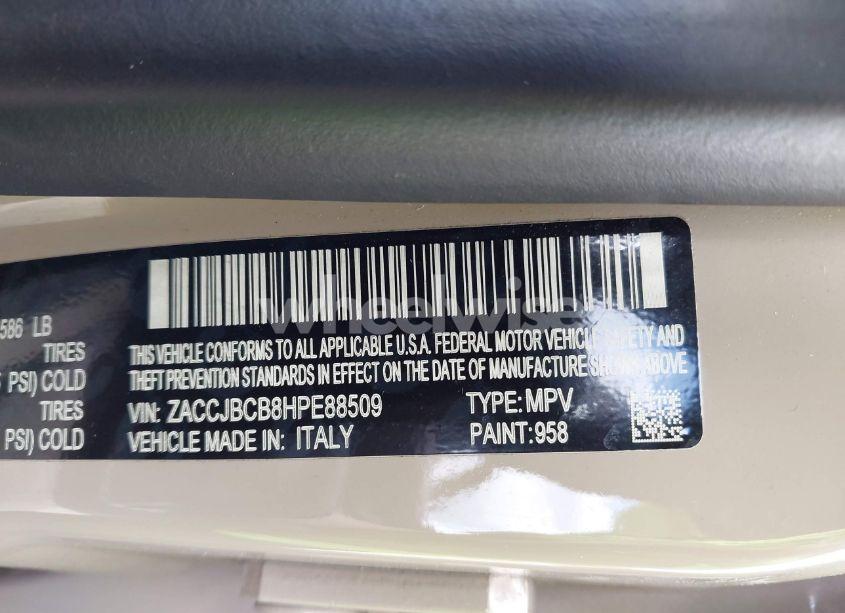 586 LB
TIRES
PSI) COLD
TIRES
PSI) COLD
wheelwise
THIS VEHICLE CONFORMS TO ALL APPLICABLE U.S.A. FEDERAL MOTOR VEHICLE SAFETY AND
THEFT PREVENTION STANDARDS IN EFFECT ON THE DATE OF MANUFACTURE SHOWN ABOVE.
VIN: ZACCJBCB8HPE88509 TYPE: MPV
VEHICLE MADE IN: ITALY PAINT: 958